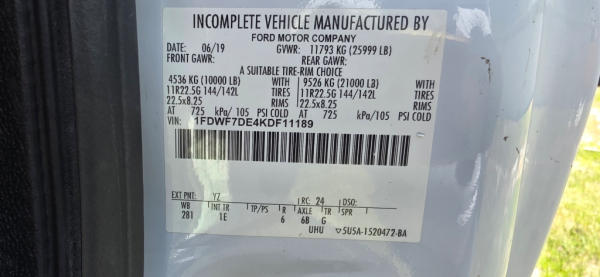 INCOMPLETE VEHICLE MANUFACTURED BY
FORD MOTOR COMPANY
DATE: 06/19 GVWR: 11793 KG (25999 LB)
FRONT GAWR: REAR GAWR:
A SUITABLE TIRE-RIM CHOICE
4536 KG (10000 LB) 9526 KG (21000 LB)
11R22.5G 144/142L TIRES 11R22.5G 144/142L TIRES
22.5x8.25 RIMS 22.5x8.25 RIMS
AT 725 kPa/105 PSI COLD AT 725 kPa/105 PSI COLD
VIN: 1FDWF7DE4KDF11189
EXT PNT: YZ RC: 24 DSO:
WB INT TR TP/PS R AXLE TR SPR
281 1E 6 6B G
UHU ▽5U5A-1520472-BA